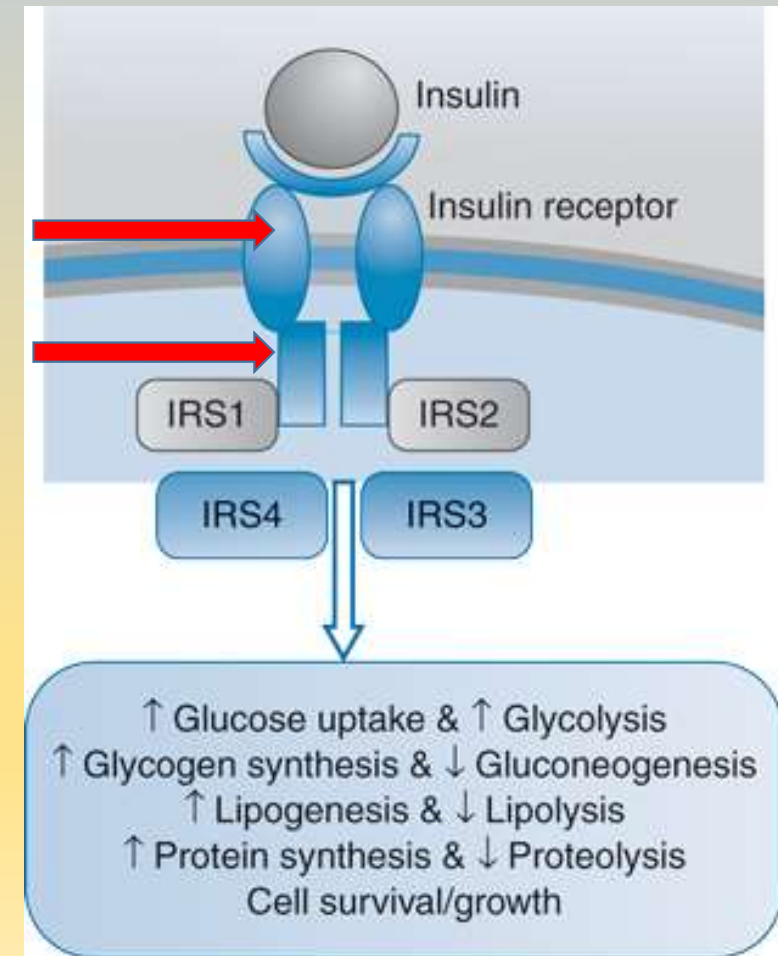 Insulin
Insulin receptor
IRS1
IRS2
IRS4
IRS3
↑ Glucose uptake & ↑ Glycolysis
↑ Glycogen synthesis & ↓ Gluconeogenesis
↑ Lipogenesis & ↓ Lipolysis
↑ Protein synthesis & ↓ Proteolysis
Cell survival/growth